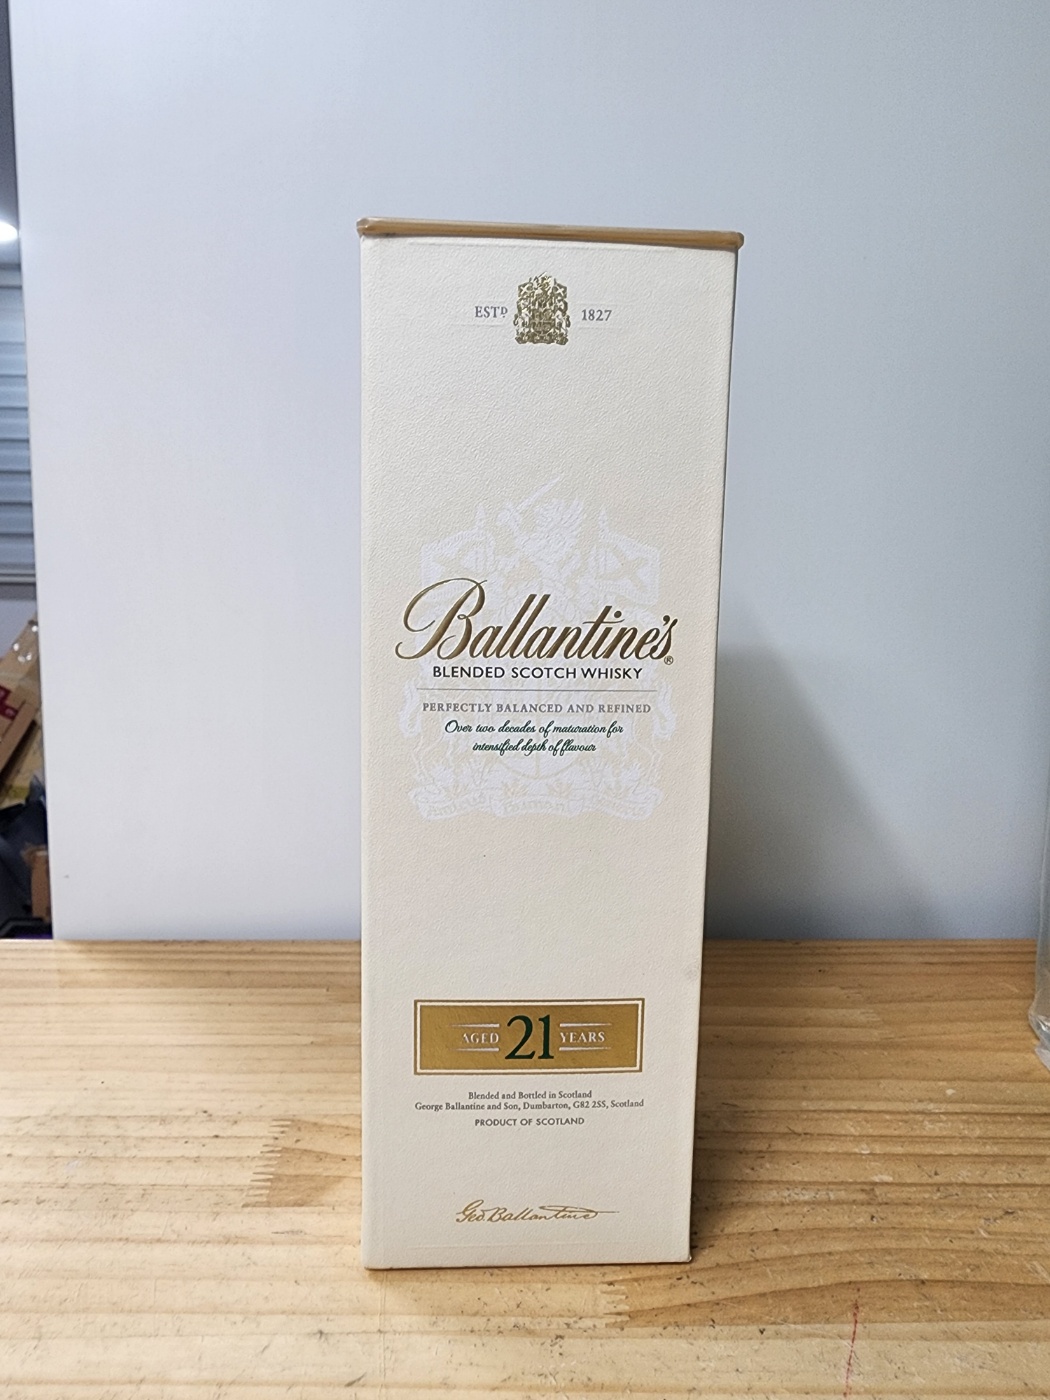 ESTD 1827
Ballantine's®
BLENDED SCOTCH WHISKY
PERFECTLY BALANCED AND REFINED
Over two decades of maturation for
intensified depth of flavour
AGED 21 YEARS
Blended and Bottled in Scotland
George Ballantine and Son, Dumbarton, G82 2SS, Scotland
PRODUCT OF SCOTLAND
Geo. Ballantine